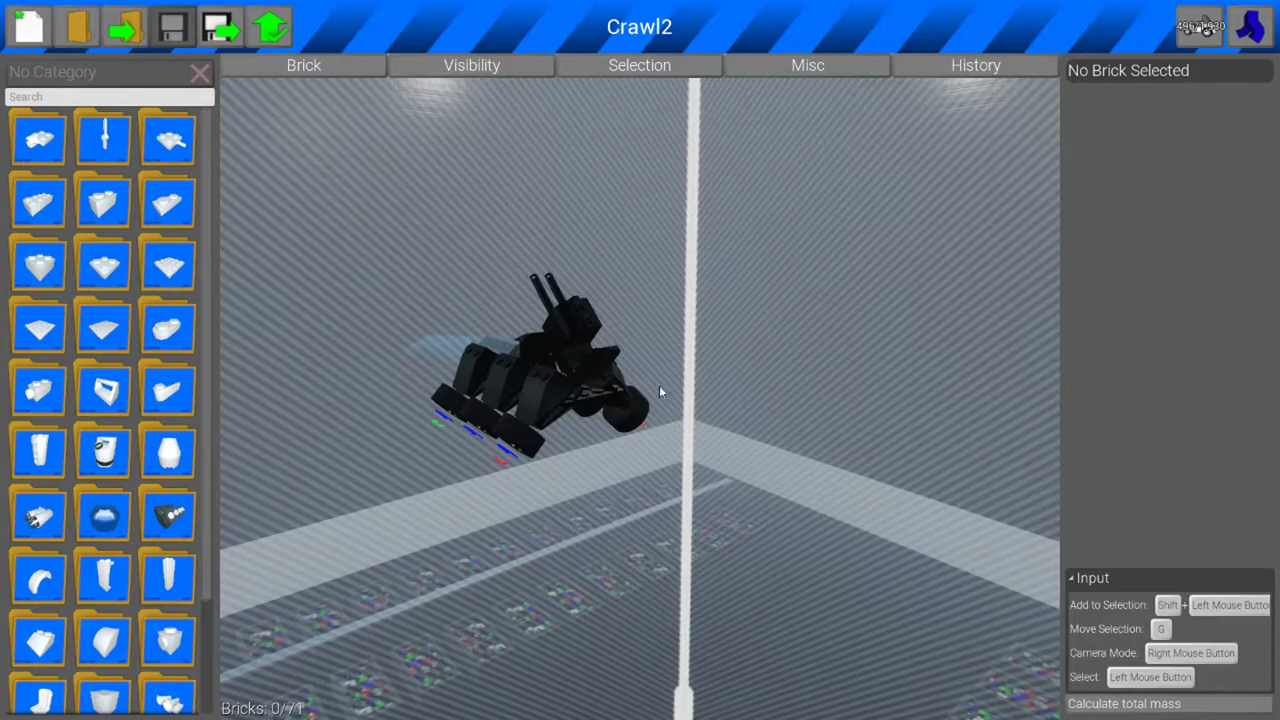 Crawl2
No Category
Search
Brick
Visibility
Selection
Misc
History
No Brick Selected
Input
Add to Selection: Shift + Left Mouse Butto
Move Selection: G
Camera Mode: Right Mouse Button
Select: Left Mouse Button
Calculate total mass
Bricks: 0/71